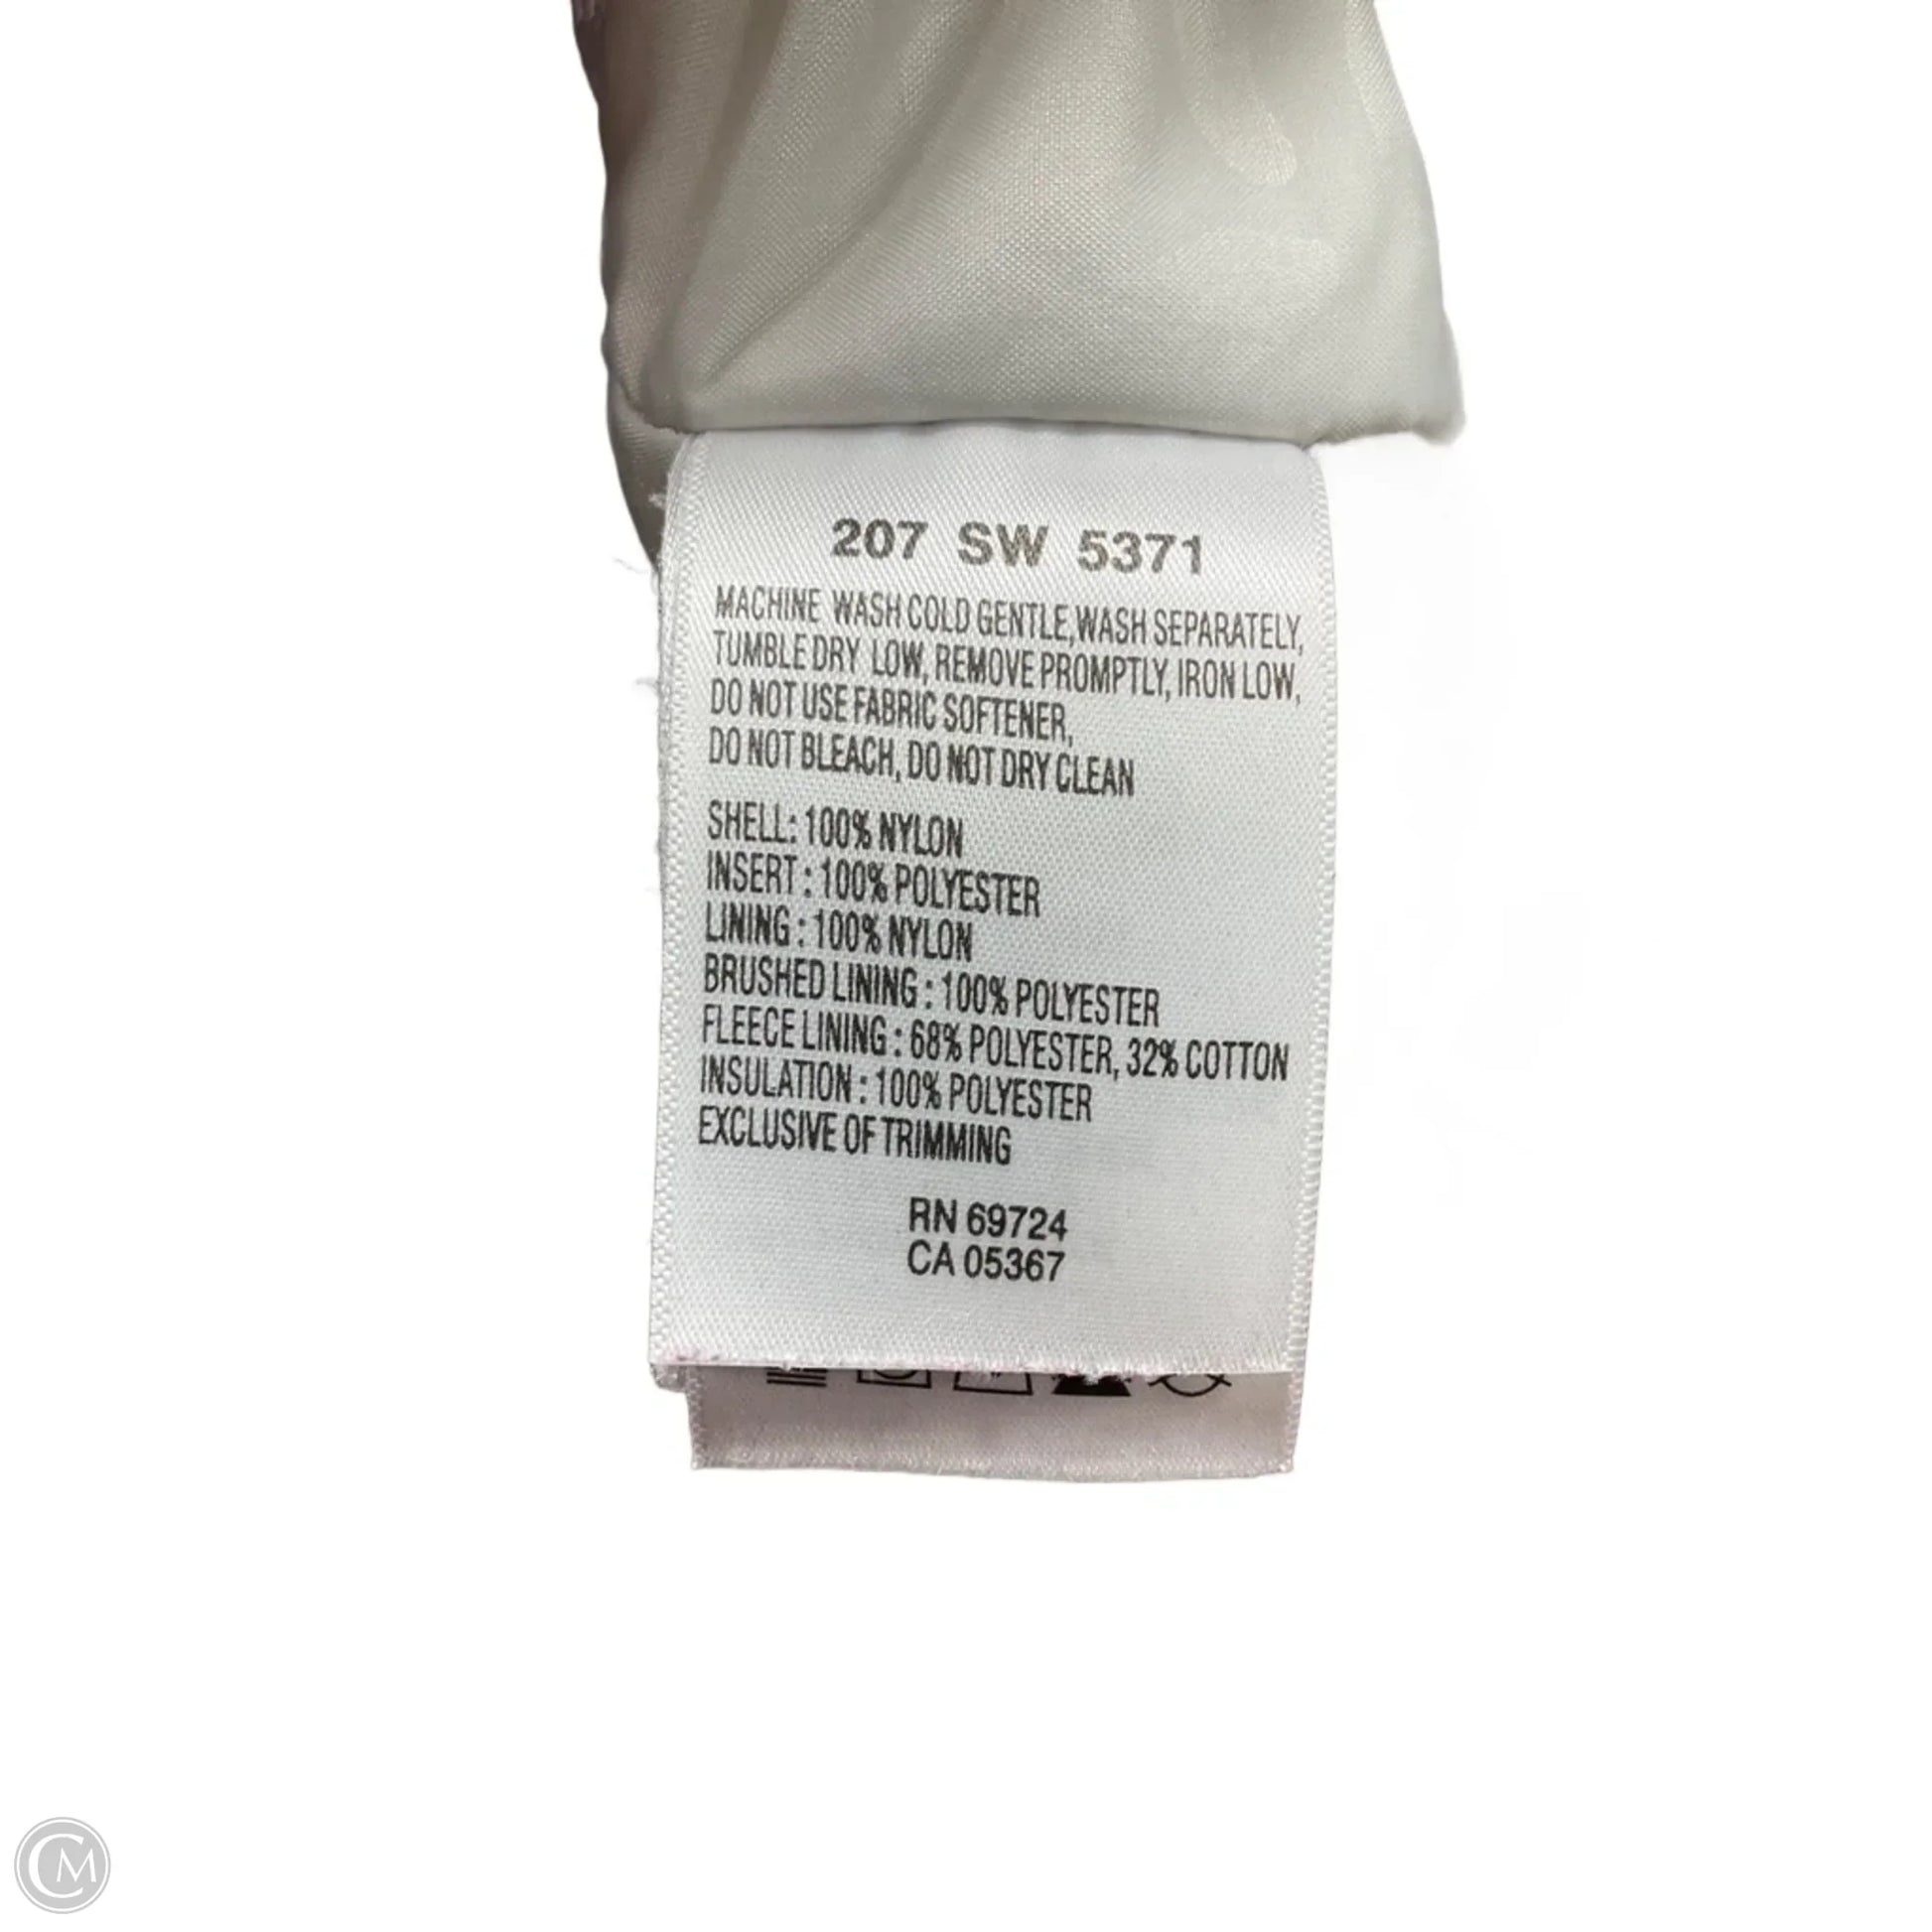 207 SW 5371
MACHINE WASH COLD GENTLE, WASH SEPARATELY,
TUMBLE DRY LOW, REMOVE PROMPTLY, IRON LOW,
DO NOT USE FABRIC SOFTENER,
DO NOT BLEACH, DO NOT DRY CLEAN
SHELL: 100% NYLON
INSERT : 100% POLYESTER
LINING : 100% NYLON
BRUSHED LINING : 100% POLYESTER
FLEECE LINING : 68% POLYESTER, 32% COTTON
INSULATION : 100% POLYESTER
EXCLUSIVE OF TRIMMING
RN 69724
CA 05367
CM